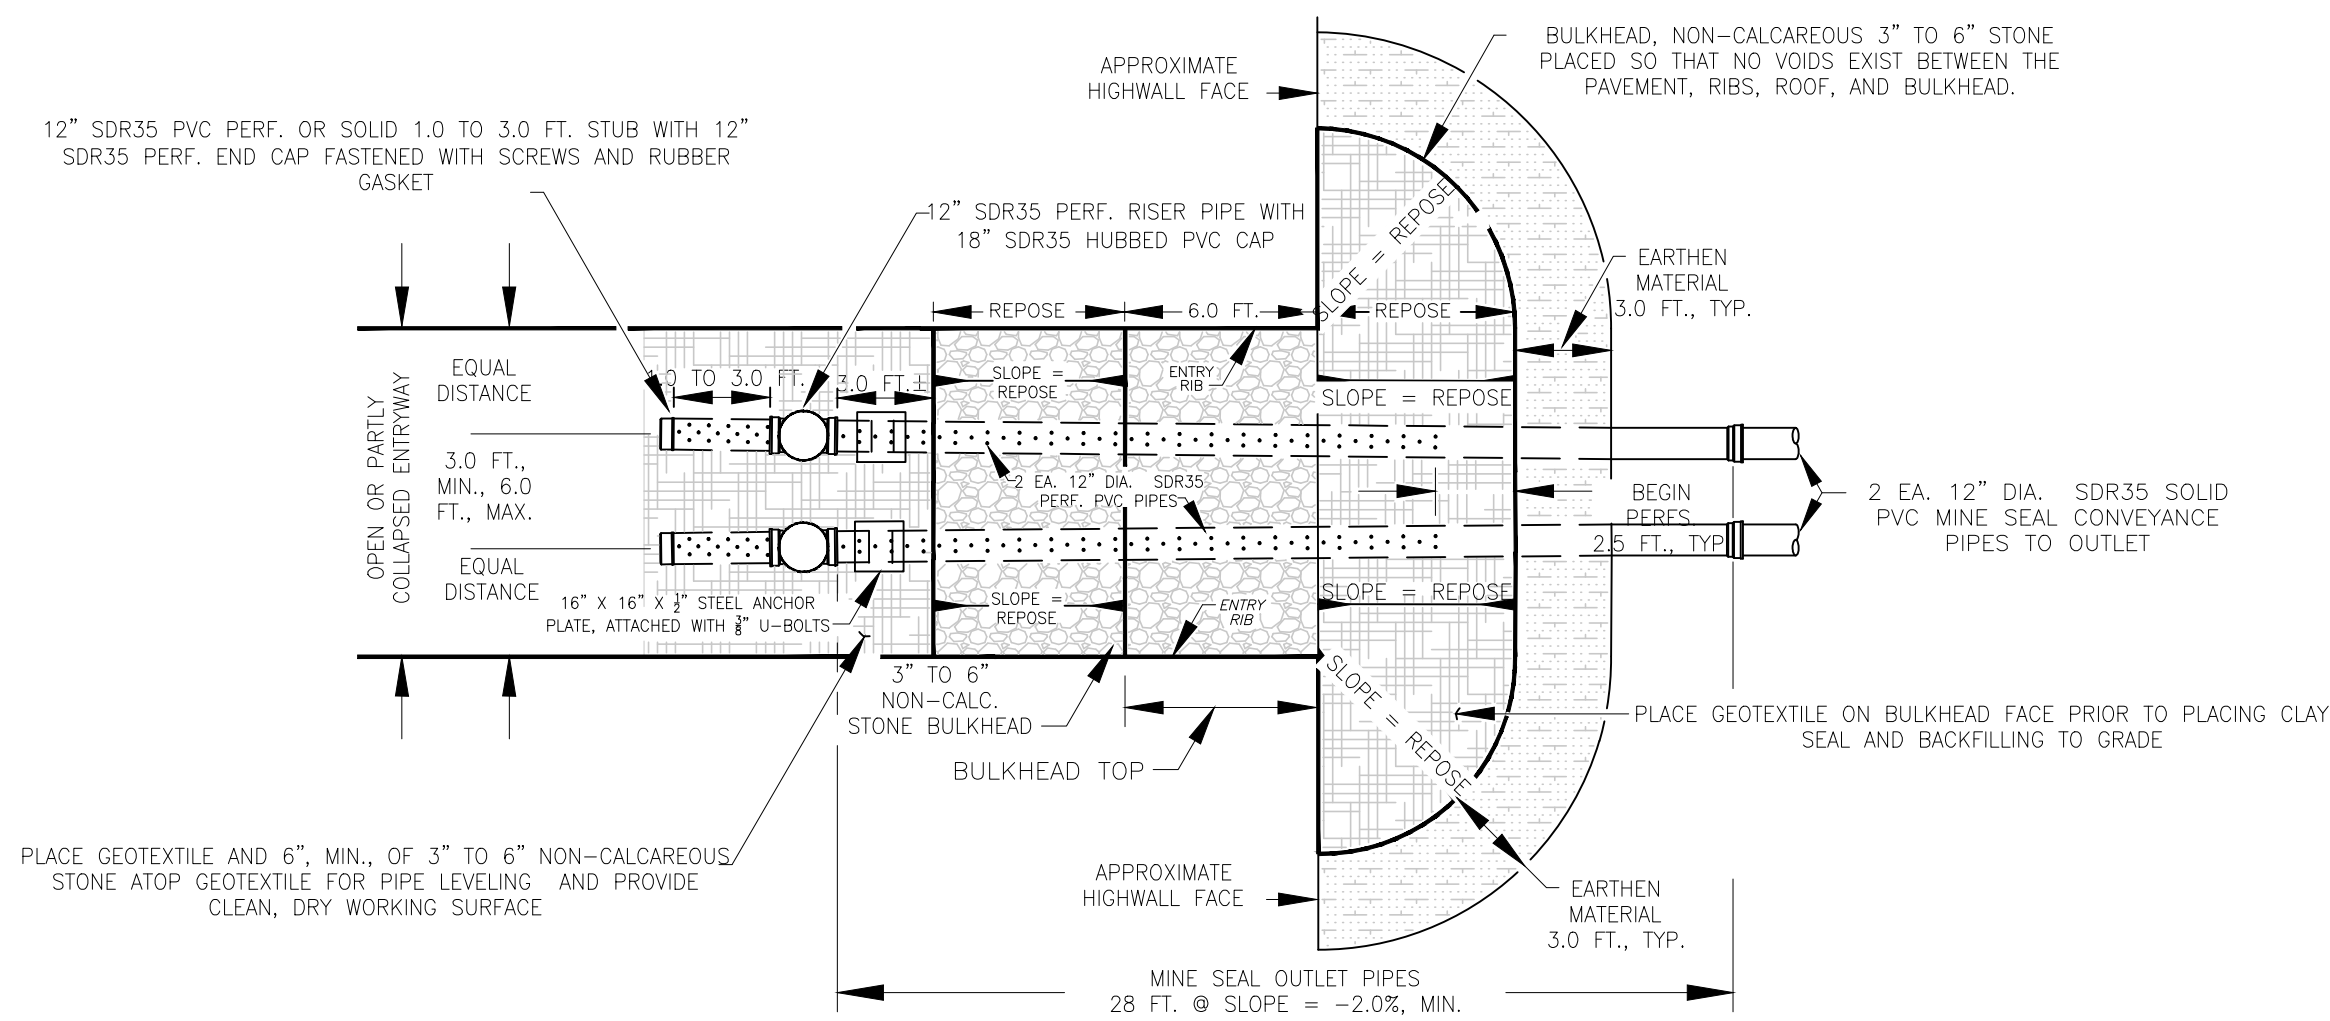 BULKHEAD, NON-CALCAREOUS 3” TO 6” STONE
PLACED SO THAT NO VOIDS EXIST BETWEEN THE
PAVEMENT, RIBS, ROOF, AND BULKHEAD.
APPROXIMATE
HIGHWALL FACE
12” SDR35 PVC PERF. OR SOLID 1.0 TO 3.0 FT. STUB WITH 12”
SDR35 PERF. END CAP FASTENED WITH SCREWS AND RUBBER
GASKET
12” SDR35 PERF. RISER PIPE WITH
18” SDR35 HUBBED PVC CAP
SLOPE = REPOSE
EARTHEN
MATERIAL
3.0 FT., TYP.
REPOSE
6.0 FT.
REPOSE
OPEN OR PARTLY
COLLAPSED ENTRYWAY
EQUAL
DISTANCE
1.0 TO 3.0 FT.
3.0 FT.±
SLOPE =
REPOSE
ENTRY
RIB
SLOPE = REPOSE
3.0 FT.,
MIN., 6.0
FT., MAX.
2 EA. 12” DIA. SDR35
PERF. PVC PIPES
BEGIN
PERFS.
2.5 FT., TYP.
2 EA. 12” DIA. SDR35 SOLID
PVC MINE SEAL CONVEYANCE
PIPES TO OUTLET
EQUAL
DISTANCE
16” X 16” X ½” STEEL ANCHOR
PLATE, ATTACHED WITH ⅜” U-BOLTS
SLOPE =
REPOSE
ENTRY
RIB
SLOPE = REPOSE
3” TO 6”
NON-CALC.
STONE BULKHEAD
SLOPE = REPOSE
PLACE GEOTEXTILE ON BULKHEAD FACE PRIOR TO PLACING CLAY
SEAL AND BACKFILLING TO GRADE
BULKHEAD TOP
PLACE GEOTEXTILE AND 6”, MIN., OF 3” TO 6” NON-CALCAREOUS
STONE ATOP GEOTEXTILE FOR PIPE LEVELING AND PROVIDE
CLEAN, DRY WORKING SURFACE
APPROXIMATE
HIGHWALL FACE
EARTHEN
MATERIAL
3.0 FT., TYP.
MINE SEAL OUTLET PIPES
28 FT. @ SLOPE = -2.0%, MIN.